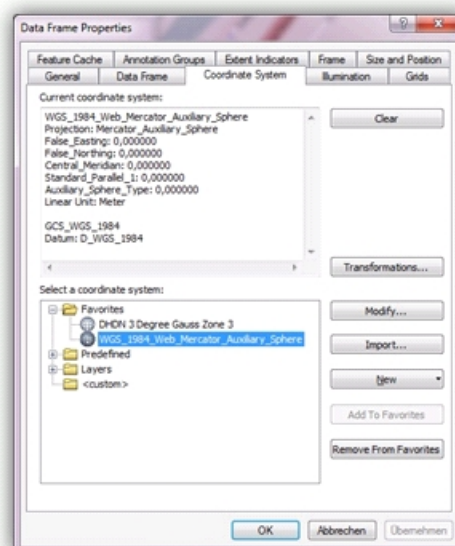 Data Frame Properties
Feature Cache Annotation Groups Extent Indicators Frame Size and Position
General Data Frame Coordinate System Illumination Grids
Current coordinate system:
WGS_1984_Web_Mercator_Auxiliary_Sphere
Projection: Mercator_Auxiliary_Sphere
False_Easting: 0,000000
False_Northing: 0,000000
Central_Meridian: 0,000000
Standard_Parallel_1: 0,000000
Auxiliary_Sphere_Type: 0,000000
Linear Unit: Meter
GCS_WGS_1984
Datum: D_WGS_1984
Clear
Transformations...
Select a coordinate system:
Favorites
DHDN 3 Degree Gauss Zone 3
WGS_1984_Web_Mercator_Auxiliary_Sphere
Predefined
Layers
<custom>
Modify...
Import...
New
Add To Favorites
Remove From Favorites
OK Abbrechen Übernehmen